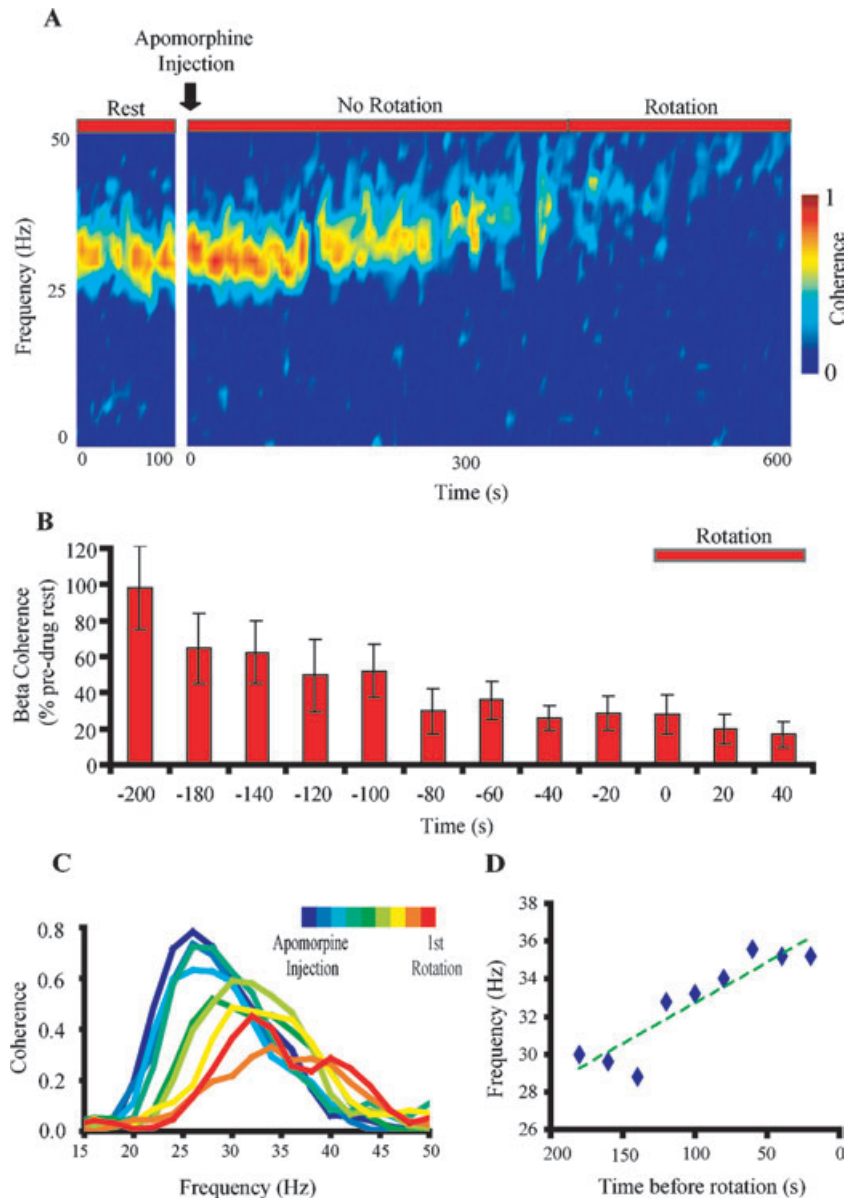 A
Apomorphine
Injection
Rest
No Rotation
Rotation
50
25
0
Frequency (Hz)
0
100
0
300
600
Time (s)
1
0
Coherence
B
Rotation
120
100
80
60
40
20
0
Beta Coherence
(% pre-drug rest)
-200
-180
-140
-120
-100
-80
-60
-40
-20
0
20
40
Time (s)
C
0.8
0.6
0.4
0.2
0.0
Coherence
Apomorpine
Injection
1st
Rotation
15
20
25
30
35
40
45
50
Frequency (Hz)
D
38
36
34
32
30
28
26
Frequency (Hz)
200
150
100
50
0
Time before rotation (s)